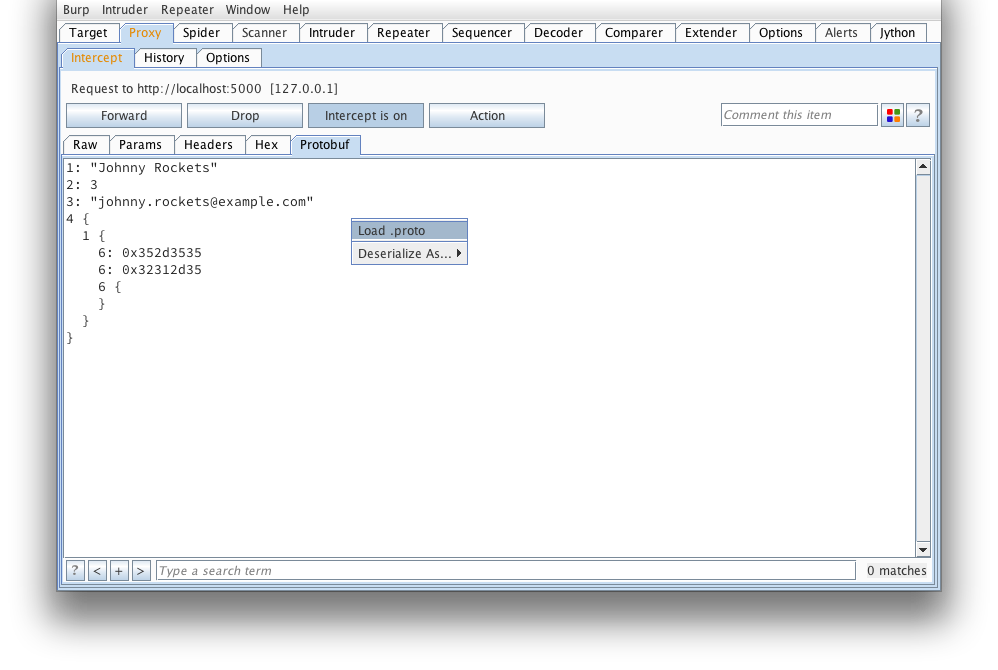 Burp Intruder Repeater Window Help
Target Proxy Spider Scanner Intruder Repeater Sequencer Decoder Comparer Extender Options Alerts Jython
Intercept History Options
Request to http://localhost:5000 [127.0.0.1]
Forward Drop Intercept is on Action Comment this item ?
Raw Params Headers Hex Protobuf
1: "Johnny Rockets"
2: 3
3: "johnny.rockets@example.com"
4 {
1 {
6: 0x352d3535
6: 0x32312d35
6 {
}
}
}
Load .proto
Deserialize As...
? < + > Type a search term 0 matches